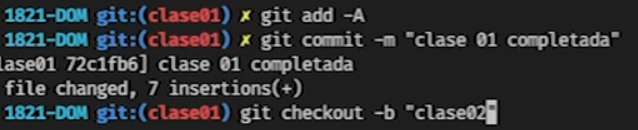 1821-DOM git:(clase01) ✗ git add -A
1821-DOM git:(clase01) ✗ git commit -m "clase 01 completada"
lase01 72c1fb6] clase 01 completada
file changed, 7 insertions(+)
1821-DOM git:(clase01) git checkout -b "clase02"